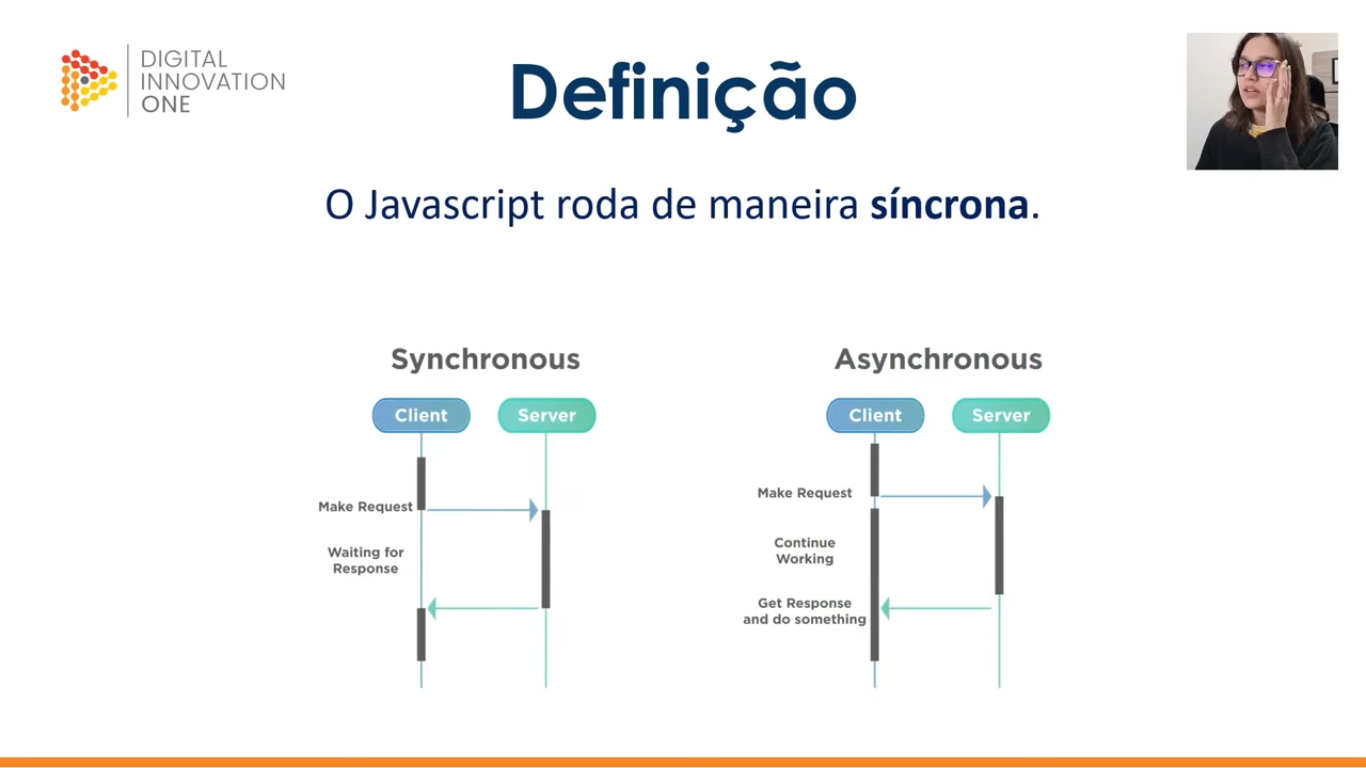 DIGITAL
INNOVATION
ONE
Definição
O Javascript roda de maneira síncrona.
Synchronous
Client
Server
Make Request
Waiting for
Response
Asynchronous
Client
Server
Make Request
Continue
Working
Get Response
and do something